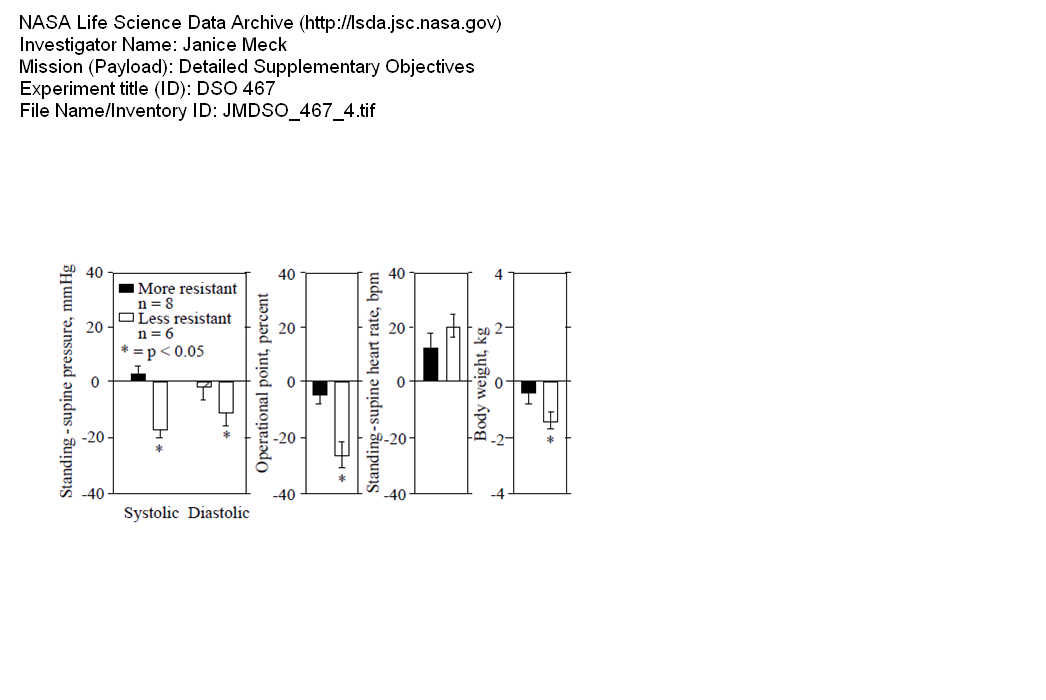 NASA Life Science Data Archive (http://lsda.jsc.nasa.gov)
Investigator Name: Janice Meck
Mission (Payload): Detailed Supplementary Objectives
Experiment title (ID): DSO 467
File Name/Inventory ID: JMDSO_467_4.tif
Standing - supine pressure, mmHg
40
20
0
-20
-40
More resistant
n = 8
Less resistant
n = 6
* = p < 0.05
*
*
Systolic Diastolic
Operational point, percent
40
20
0
-20
-40
*
Standing - supine heart rate, bpm
40
20
0
-20
-40
Body weight, kg
4
2
0
-2
-4
*